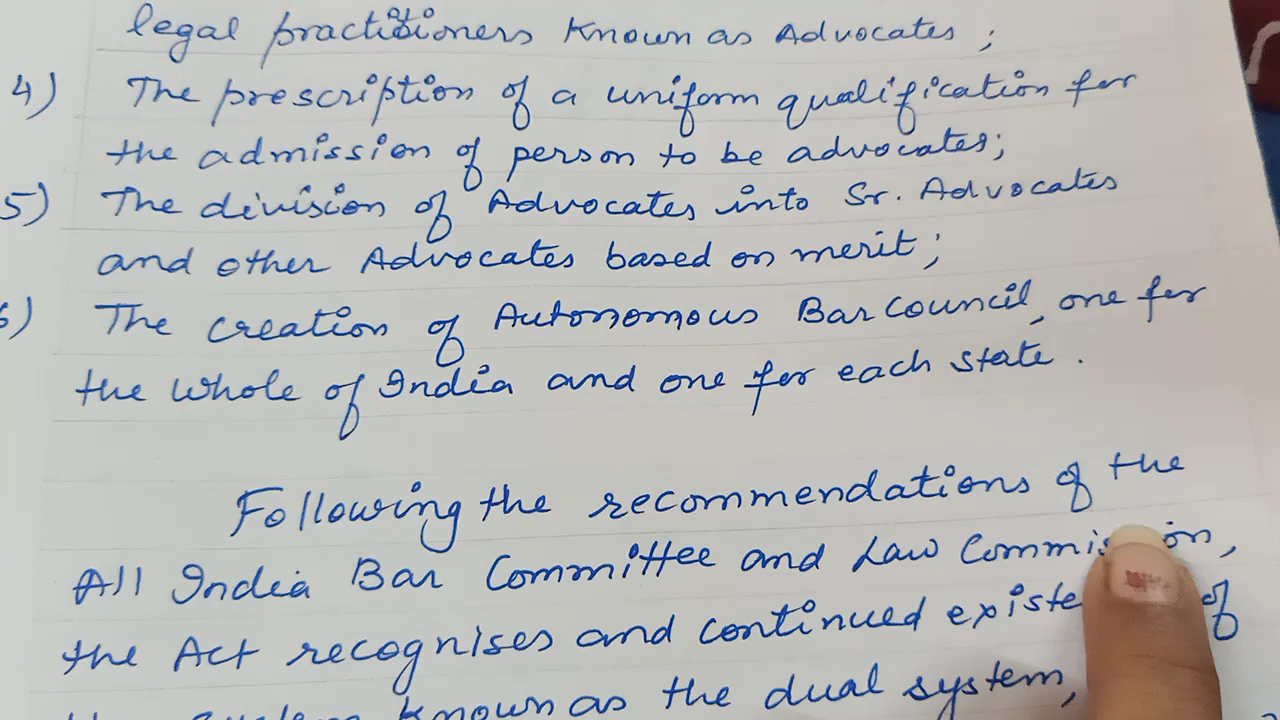 legal practitioners Known as Advocates ;
4) The prescription of a uniform qualification for
the admission of person to be advocates;
5) The division of Advocates into Sr. Advocates
and other Advocates based on merit;
6) The creation of Autonomous Bar Council, one for
the whole of India and one for each state.
Following the recommendations of the
All India Bar Committee and Law Commission,
the Act recognises and continued of
known as the dual system,